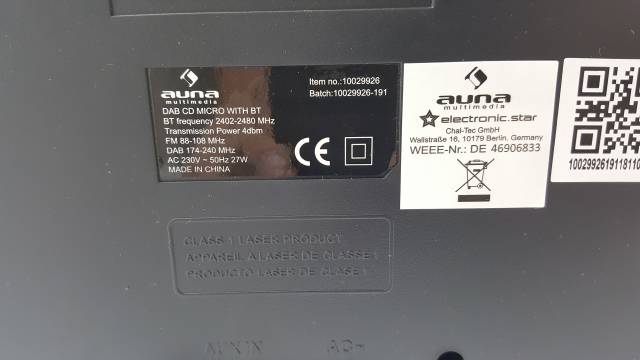 auna
multimedia
DAB CD MICRO WITH BT
BT frequency 2402-2480 MHz
Transmission Power 4dbm
FM 88-108 MHz
DAB 174-240 MHz
AC 230V ~ 50Hz 27W
MADE IN CHINA
Item no.: 10029926
Batch: 10029926-191
CE
auna
multimedia
electronic.star
Chal-Tec GmbH
Wallstraße 16, 10179 Berlin, Germany
WEEE-Nr.: DE 46906833
1002992619118110
CLASS 1 LASER PRODUCT
APPAREIL A LASER DE CLASSE 1
PRODUCTO LASER DE CLASE 1
AUX IN
AC~